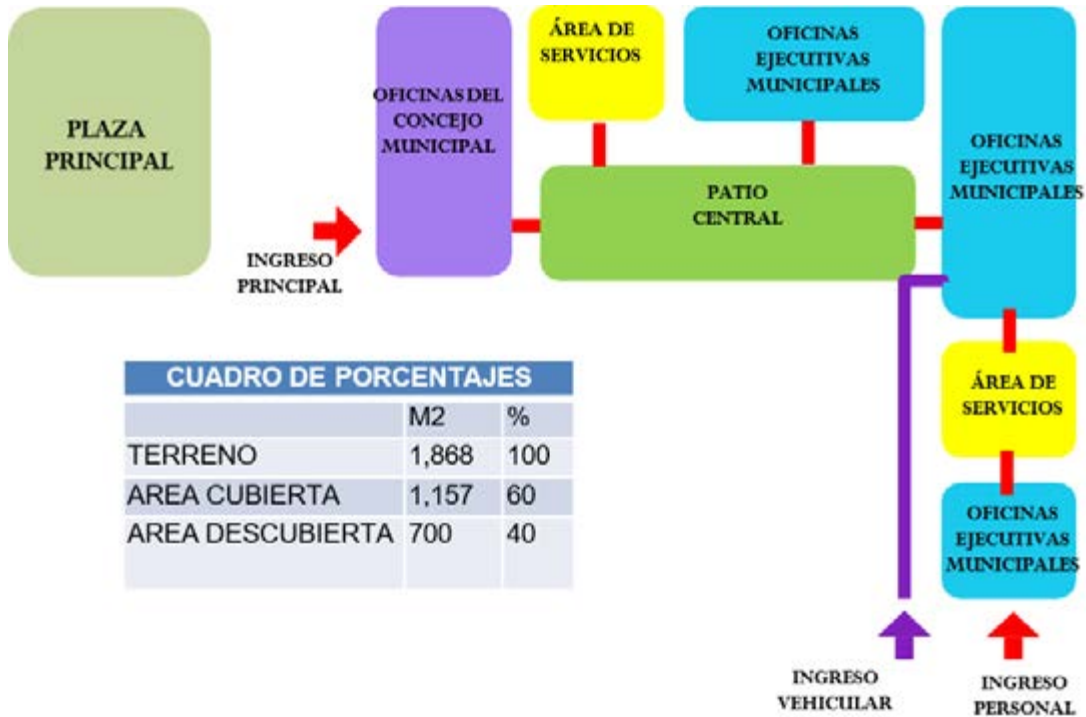 PLAZA
PRINCIPAL
INGRESO
PRINCIPAL
OFICINAS DEL
CONCEJO
MUNICIPAL
ÁREA DE
SERVICIOS
OFICINAS
EJECUTIVAS
MUNICIPALES
PATIO
CENTRAL
OFICINAS
EJECUTIVAS
MUNICIPALES
ÁREA DE
SERVICIOS
OFICINAS
EJECUTIVAS
MUNICIPALES
INGRESO
VEHICULAR
INGRESO
PERSONAL
CUADRO DE PORCENTAJES
M2 %
TERRENO 1,868 100
AREA CUBIERTA 1,157 60
AREA DESCUBIERTA 700 40